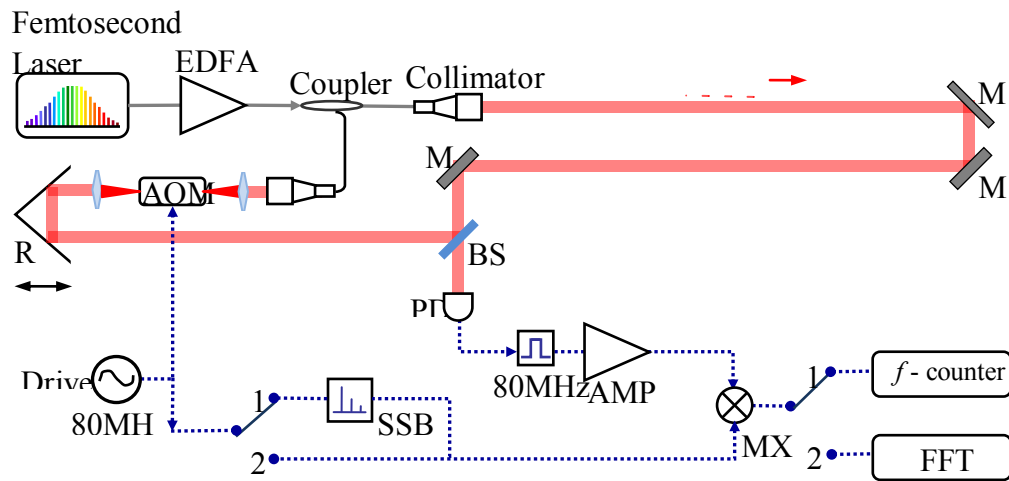 Femtosecond
Laser
EDFA
Coupler
Collimator
M
M
M
AOM
R
BS
PD
Drive
80MH
1
2
SSB
80MHz
AMP
MX
1
2
f - counter
FFT